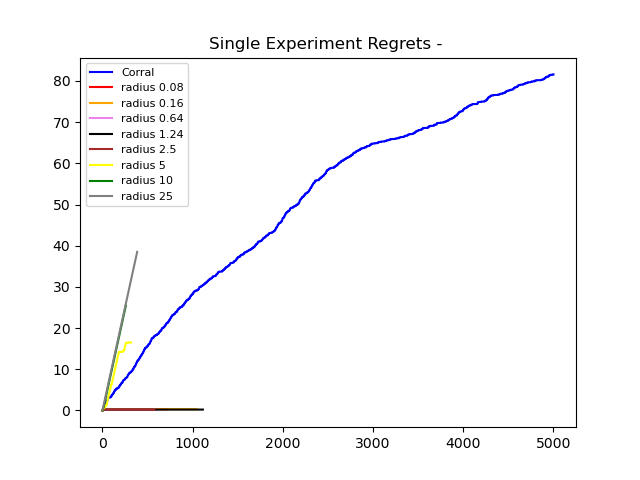 Single Experiment Regrets -
Corral
radius 0.08
radius 0.16
radius 0.64
radius 1.24
radius 2.5
radius 5
radius 10
radius 25
80
70
60
50
40
30
20
10
0
0 1000 2000 3000 4000 5000